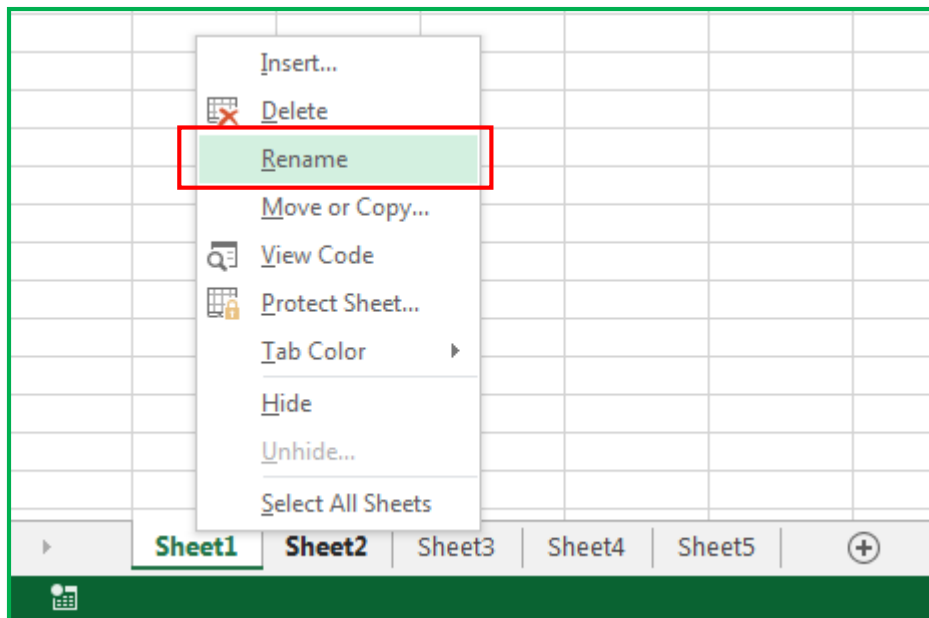 Insert...
Delete
Rename
Move or Copy...
View Code
Protect Sheet...
Tab Color
Hide
Unhide...
Select All Sheets
Sheet1 Sheet2 Sheet3 Sheet4 Sheet5